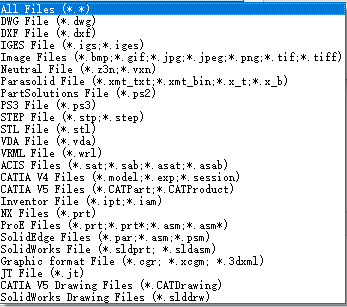 All Files (*.*)
DWG File (*.dwg)
DXF File (*.dxf)
IGES File (*.igs;*.iges)
Image Files (*.bmp;*.gif;*.jpg;*.jpeg;*.png;*.tif;*.tiff)
Neutral File (*.z3n;*.vxn)
Parasolid File (*.xmt_txt;*.xmt_bin;*.x_t;*.x_b)
PartSolutions File (*.ps2)
PS3 File (*.ps3)
STEP File (*.stp;*.step)
STL File (*.stl)
VDA File (*.vda)
VRML File (*.wrl)
ACIS Files (*.sat;*.sab;*.asat;*.asab)
CATIA V4 Files (*.model;*.exp;*.session)
CATIA V5 Files (*.CATPart;*.CATProduct)
Inventor File (*.ipt;*.iam)
NX Files (*.prt)
ProE Files (*.prt;*.prt*;*.asm;*.asm*)
SolidEdge Files (*.par;*.asm;*.psm)
SolidWorks File (*.sldprt; *.sldasm)
Graphic format File (*.cgr; *.xcgm; *.3dxml)
JT File (*.jt)
CATIA V5 Drawing Files (*.CATDrawing)
SolidWorks Drawing Files (*.slddrw)